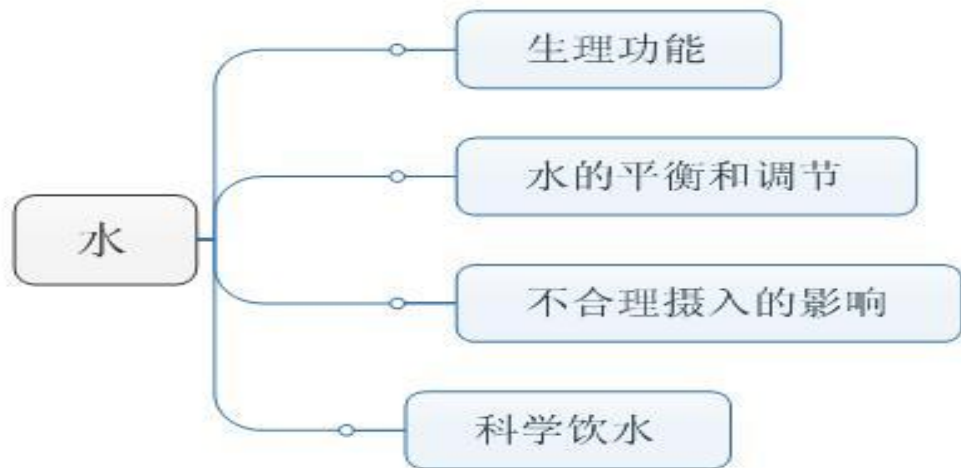 生理功能
水的平衡和调节
水
不合理摄入的影响
科学饮水